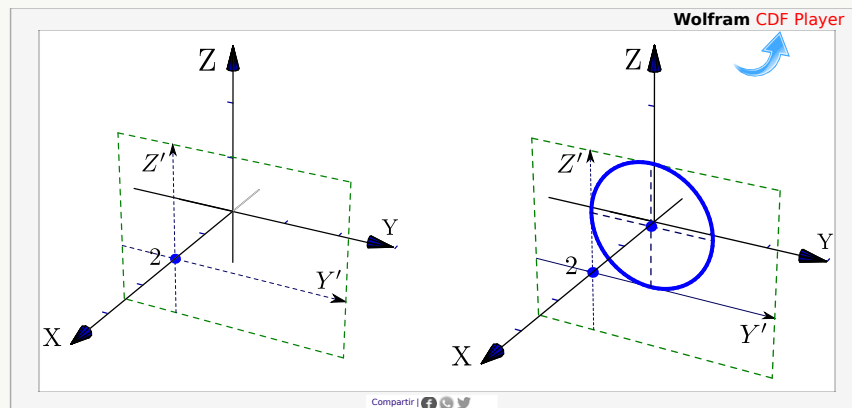 Wolfram CDF Player
Z
Z
Z′
Z′
Y
Y
2
2
Y′
Y′
X
X
Compartir |